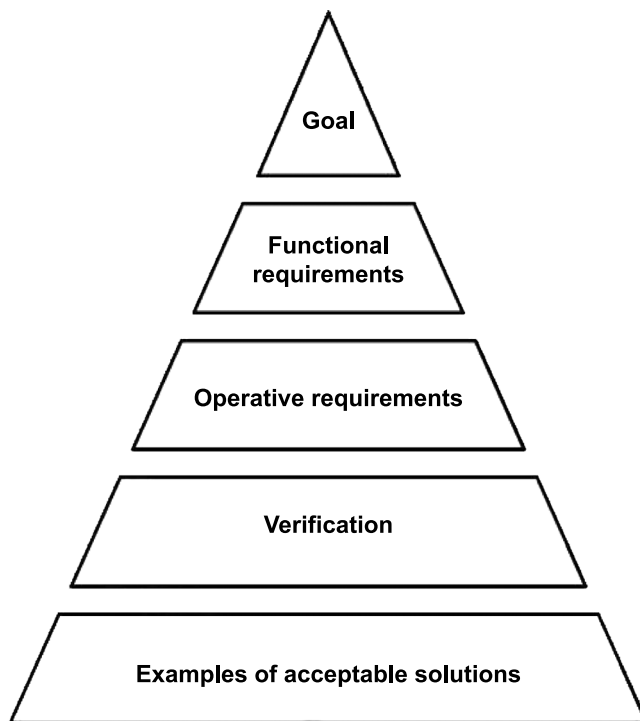 Goal
Functional
requirements
Operative requirements
Verification
Examples of acceptable solutions